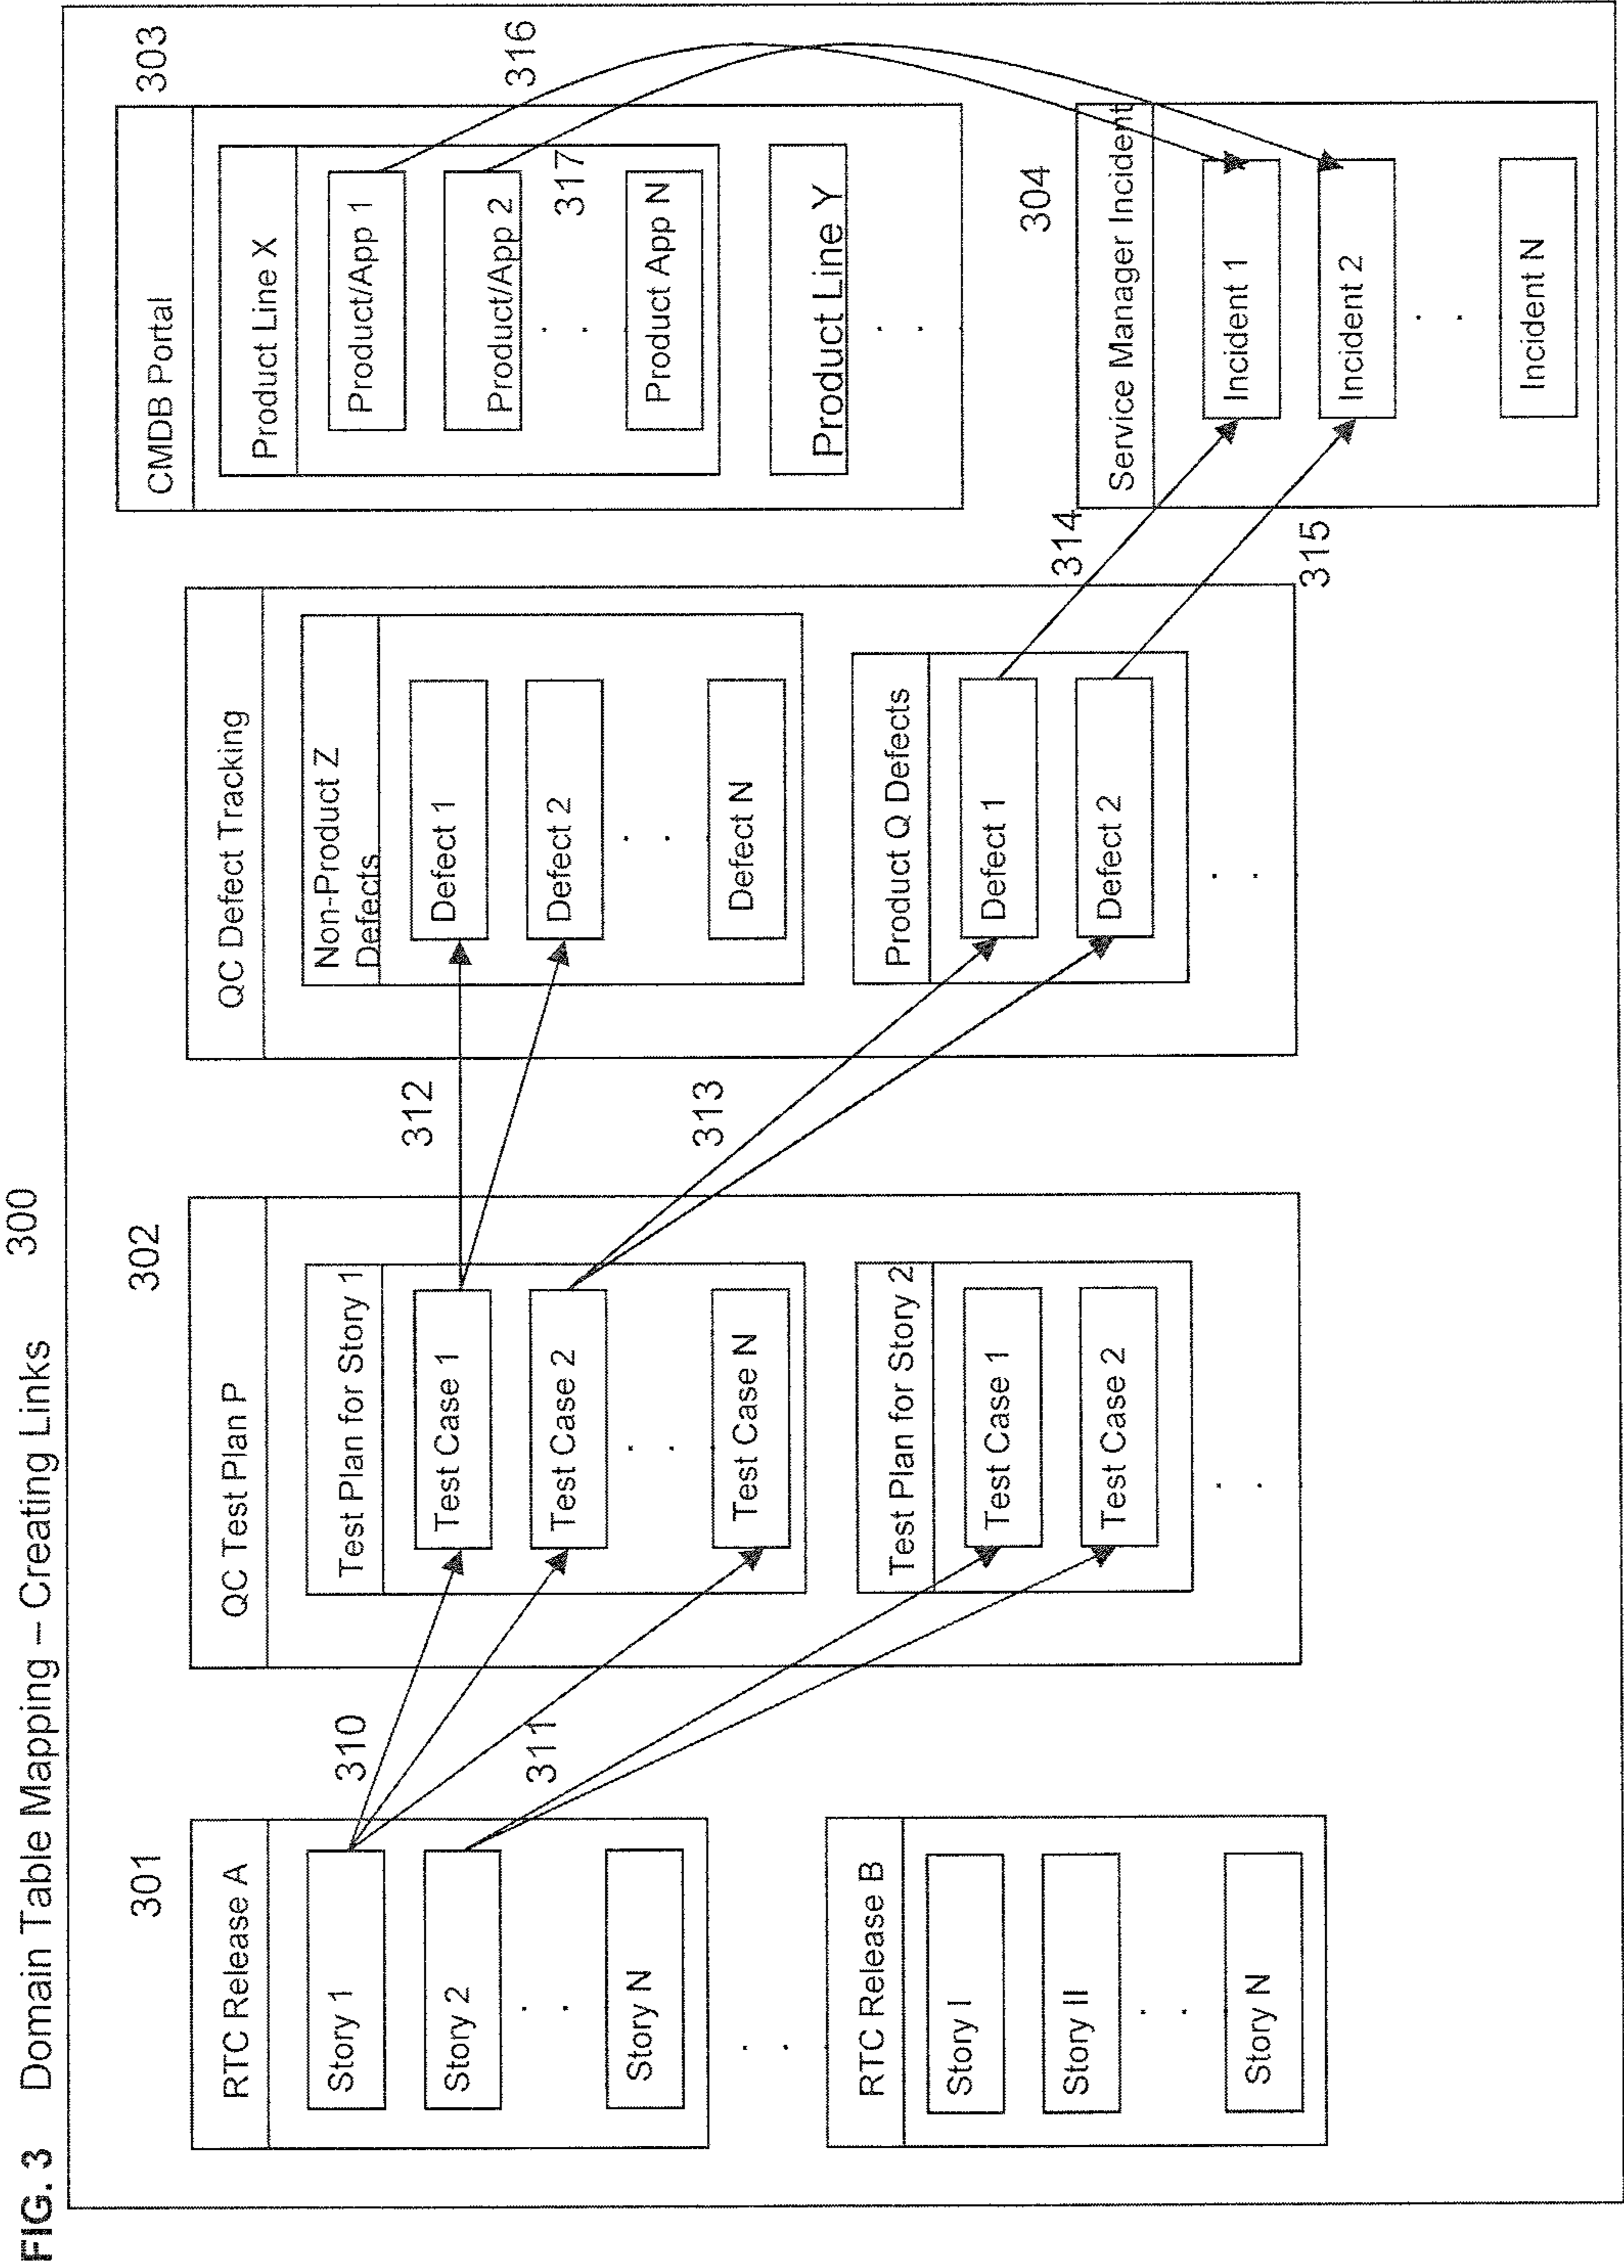 FIG. 3 Domain Table Mapping – Creating Links 300
301
RTC Release A
Story 1
Story 2
. .
Story N
. .
RTC Release B
Story I
Story II
. .
Story N
310
311
302
QC Test Plan P
Test Plan for Story 1
Test Case 1
Test Case 2
. .
Test Case N
Test Plan for Story 2
Test Case 1
Test Case 2
. .
312
313
QC Defect Tracking
Non-Product Z
Defects
Defect 1
Defect 2
. .
Defect N
Product Q Defects
Defect 1
Defect 2
. .
314
315
303
CMDB Portal
Product Line X
Product/App 1
Product/App 2
. .
Product App N
Product Line Y
. .
316
317
304
Service Manager Incident
Incident 1
Incident 2
. .
Incident N